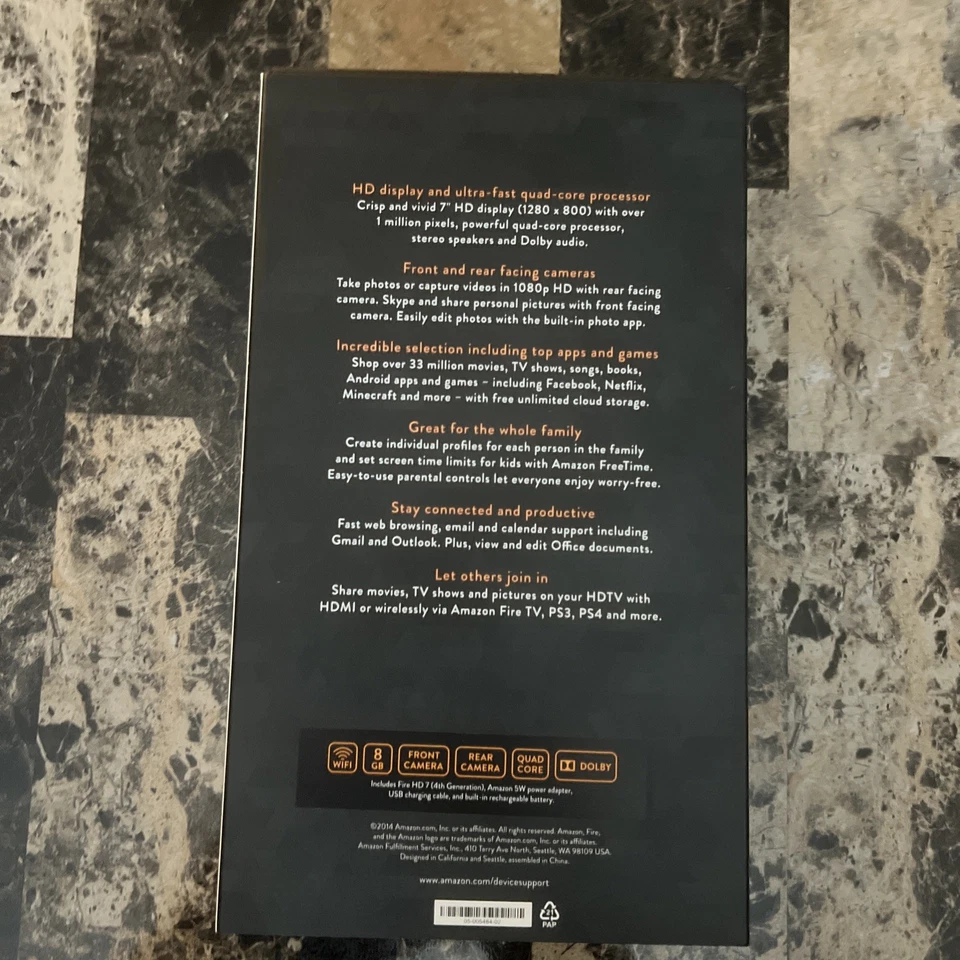 HD display and ultra-fast quad-core processor
Crisp and vivid 7" HD display (1280 x 800) with over
1 million pixels, powerful quad-core processor,
stereo speakers and Dolby audio.
Front and rear facing cameras
Take photos or capture videos in 1080p HD with rear facing
camera. Skype and share personal pictures with front facing
camera. Easily edit photos with the built-in photo app.
Incredible selection including top apps and games
Shop over 33 million movies, TV shows, songs, books,
Android apps and games – including Facebook, Netflix,
Minecraft and more – with free unlimited cloud storage.
Great for the whole family
Create individual profiles for each person in the family
and set screen time limits for kids with Amazon FreeTime.
Easy-to-use parental controls let everyone enjoy worry-free.
Stay connected and productive
Fast web browsing, email and calendar support including
Gmail and Outlook. Plus, view and edit Office documents.
Let others join in
Share movies, TV shows and pictures on your HDTV with
HDMI or wirelessly via Amazon Fire TV, PS3, PS4 and more.
WiFi
8
GB
FRONT
CAMERA
REAR
CAMERA
QUAD
CORE
DOLBY
Includes Fire HD 7 (4th Generation), Amazon 5W power adapter,
USB charging cable, and built-in rechargeable battery.
©2014 Amazon.com, Inc. or its affiliates. All rights reserved. Amazon, Fire,
and the Amazon logo are trademarks of Amazon.com, Inc. or its affiliates.
Amazon Fulfillment Services, Inc., 410 Terry Ave North, Seattle, WA 98109 USA.
Designed in California and Seattle, assembled in China.
www.amazon.com/devicesupport
21
PAP